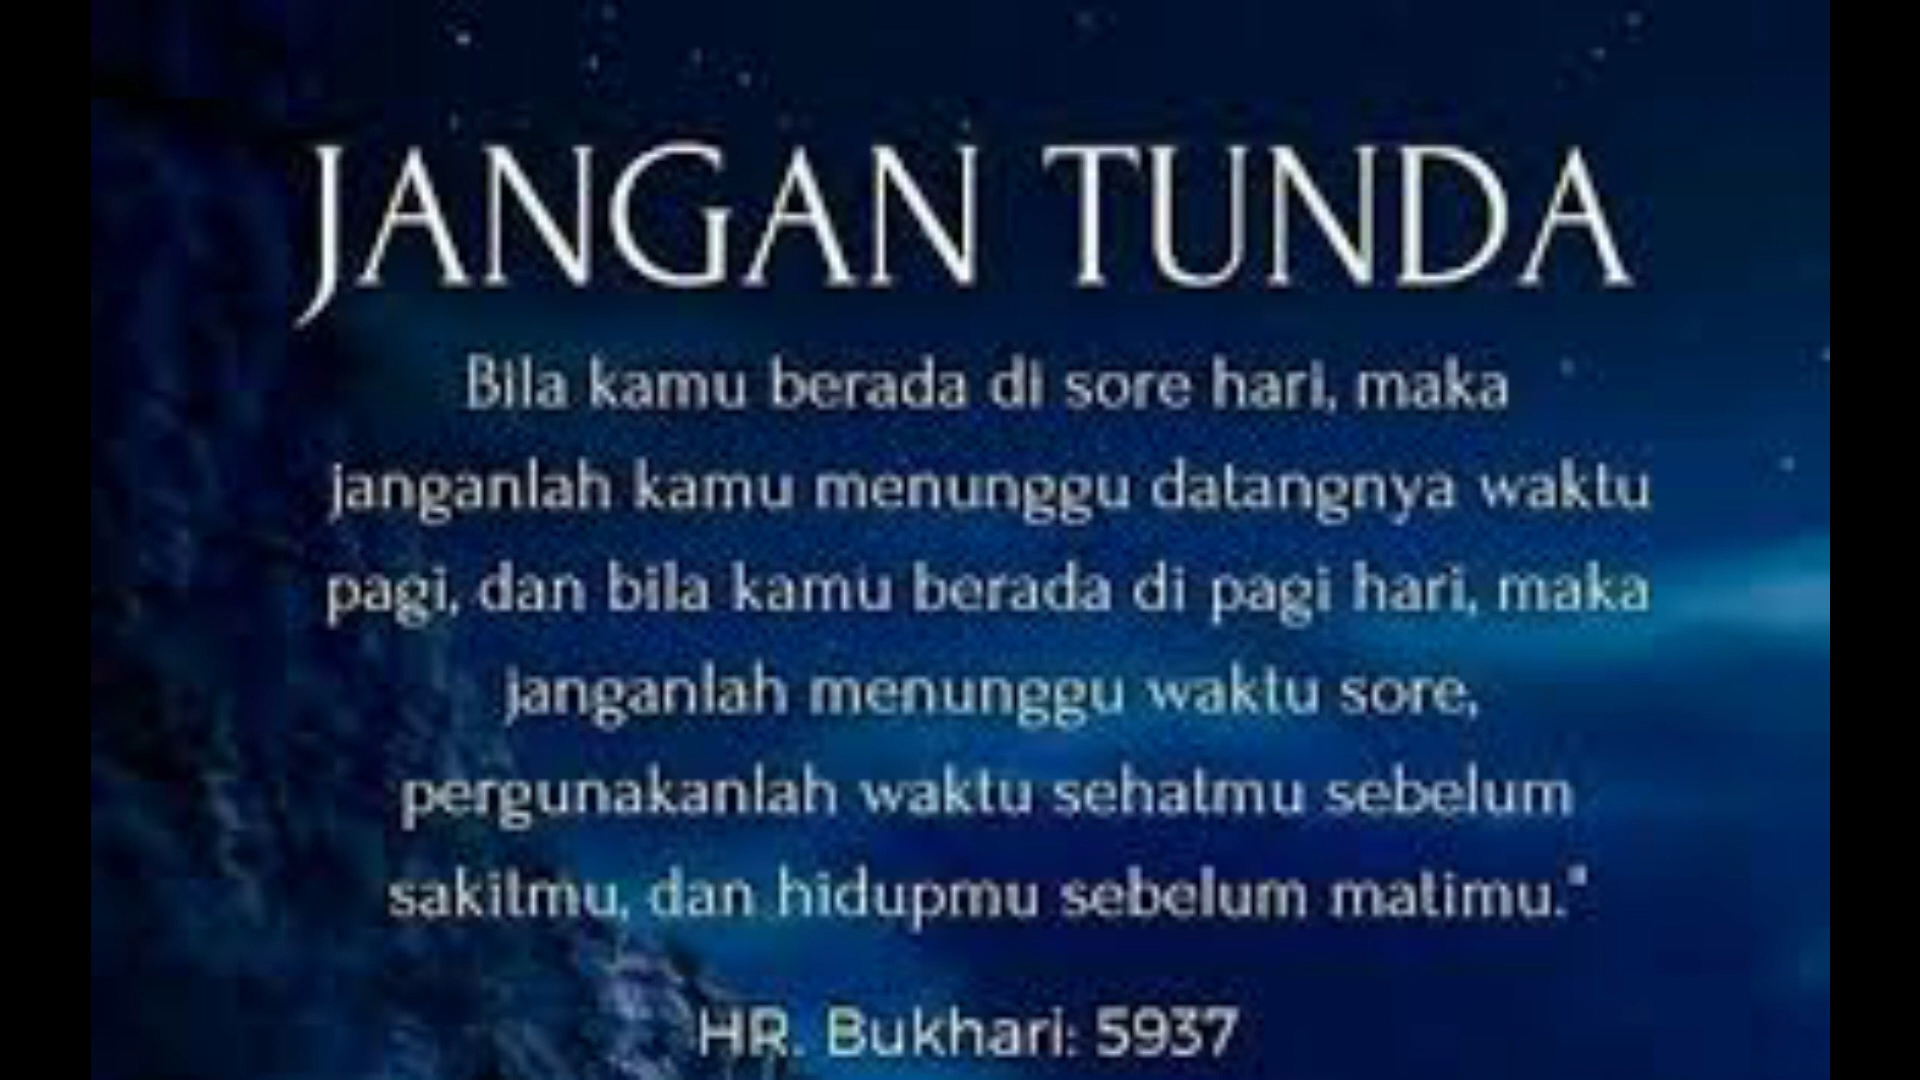 JANGAN TUNDA
Bila kamu berada di sore hari, maka
janganlah kamu menunggu datangnya waktu
pagi, dan bila kamu berada di pagi hari, maka
janganlah menunggu waktu sore,
pergunakanlah waktu sehatmu sebelum
sakitmu, dan hidupmu sebelum matimu."
HR. Bukhari: 5937